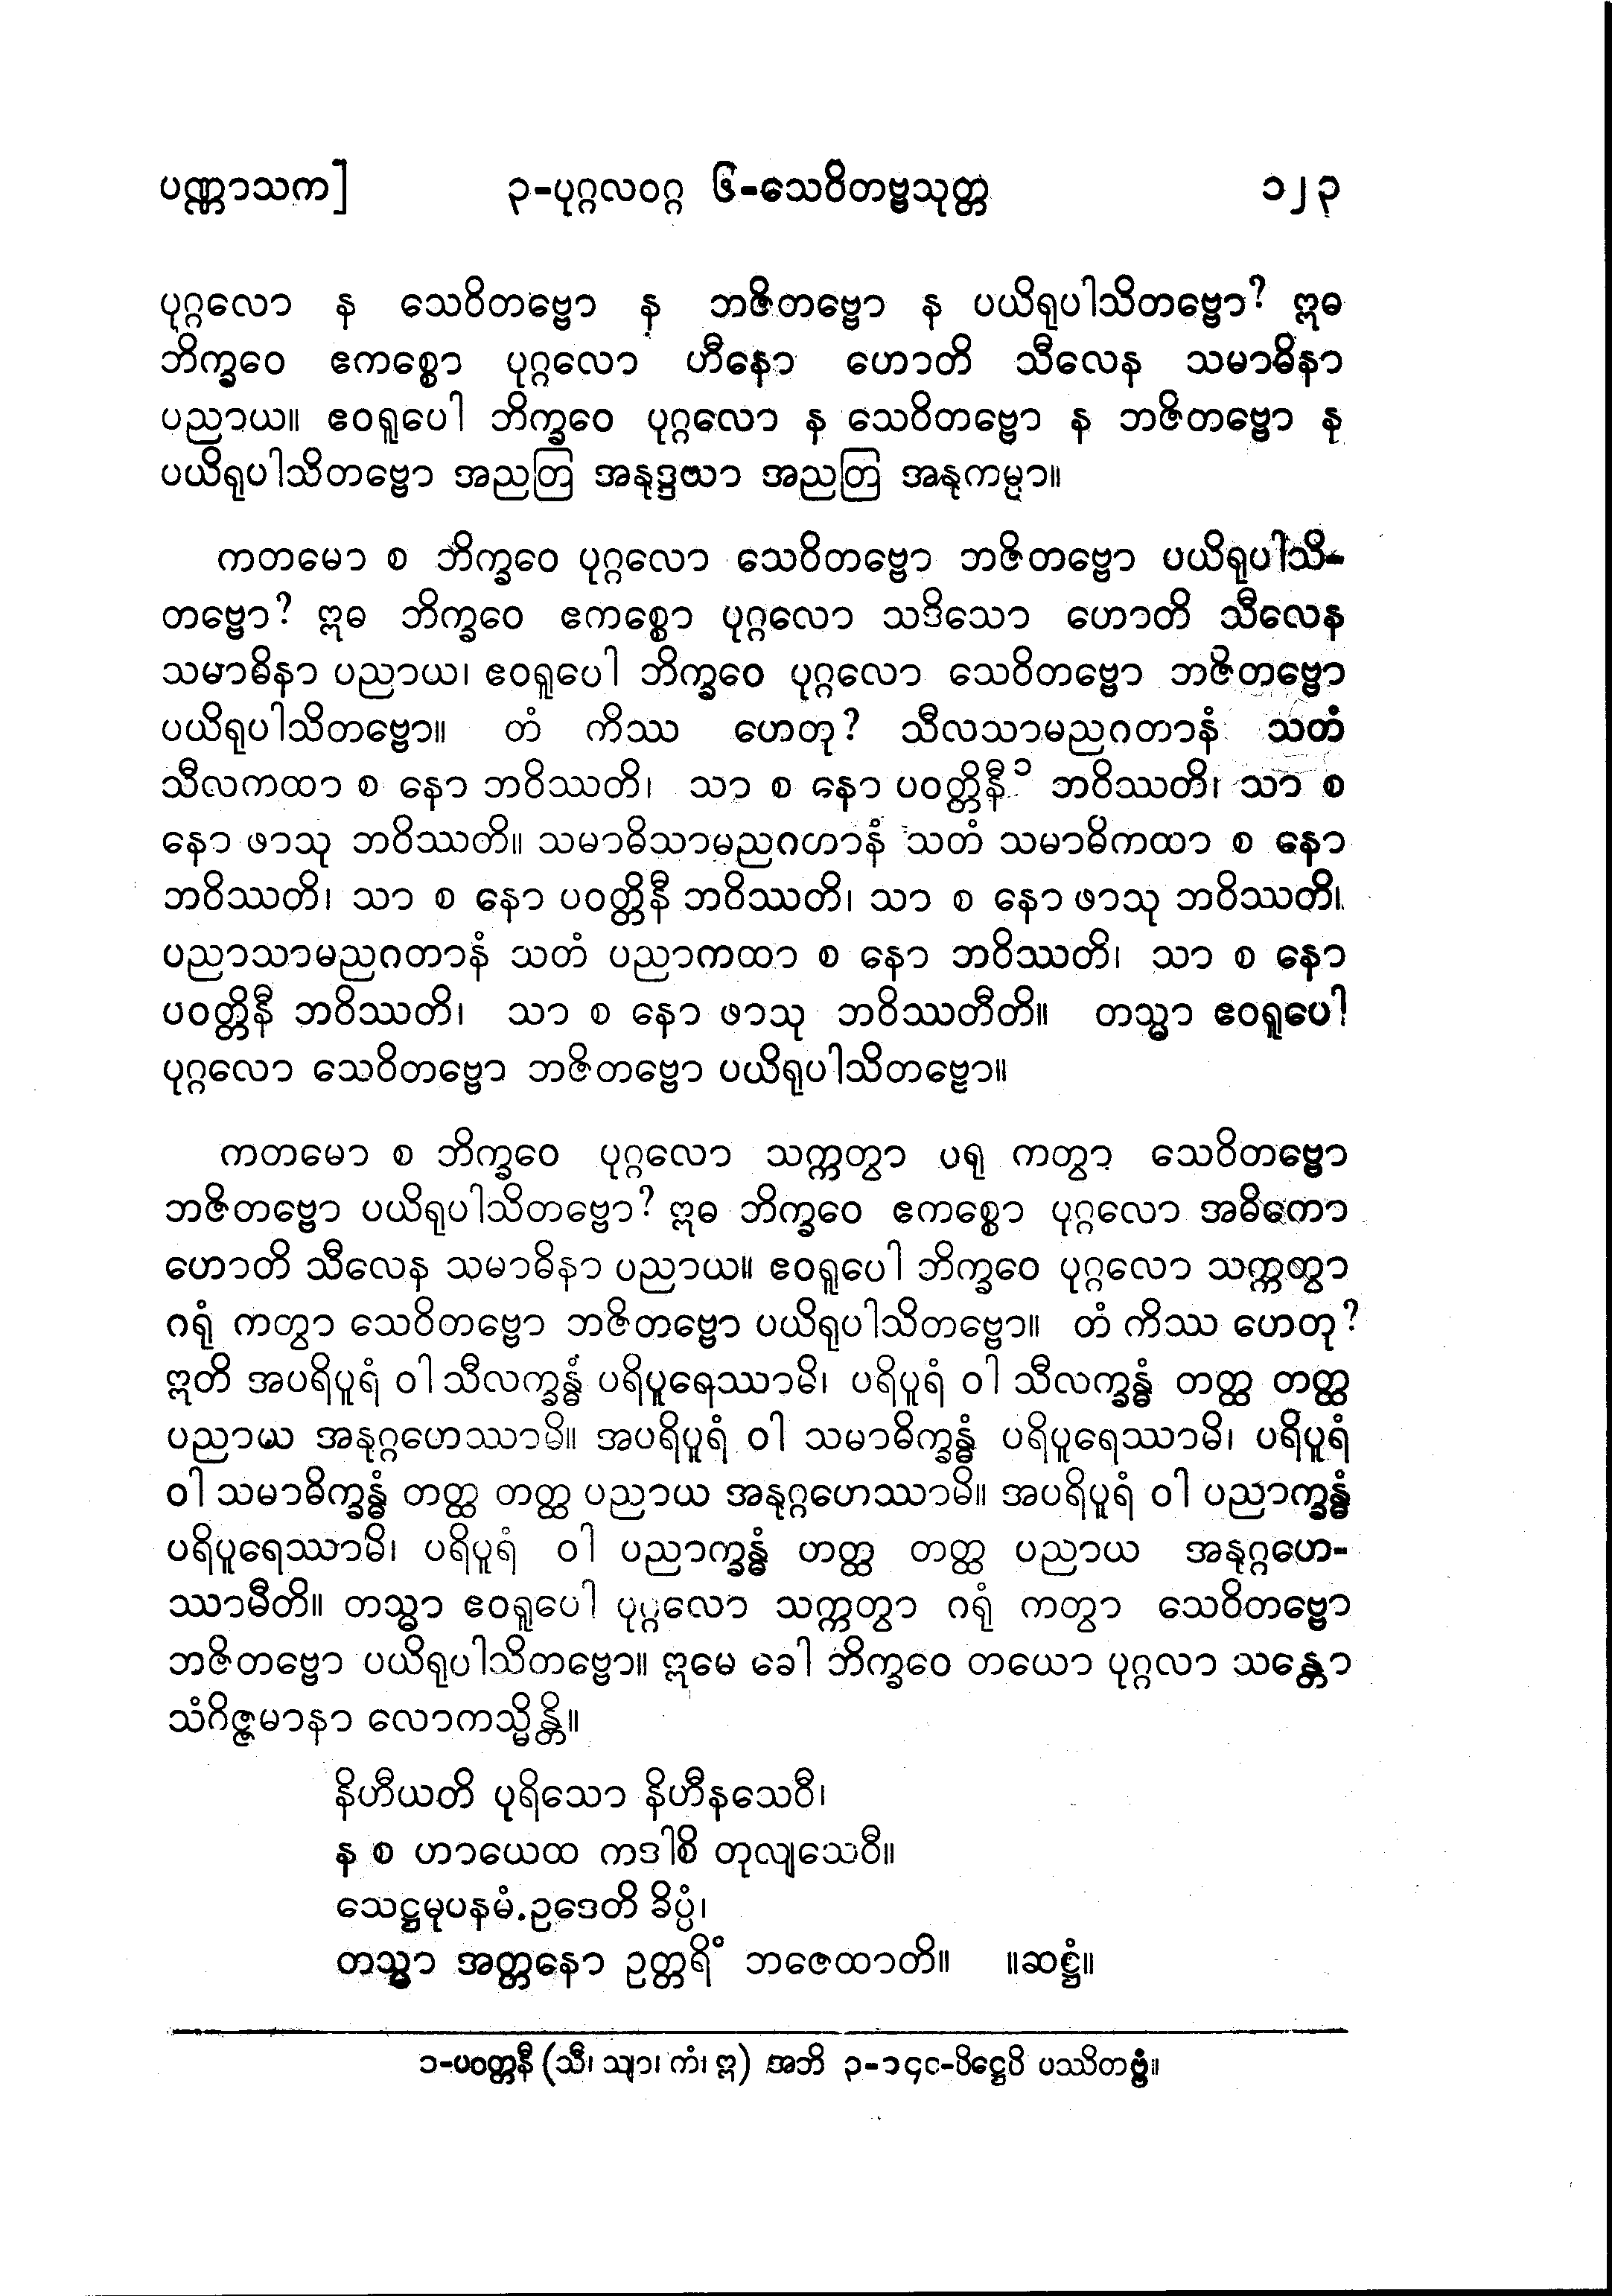 ပဏ္ဏာသက]   ၃-ပုဂ္ဂလဝဂ္ဂ ၆-သေဝိတဗ္ဗသုတ္တ   ၁၂၃
ပုဂ္ဂလော န သေဝိတဗ္ဗော န ဘဇိတဗ္ဗော န ပယိရုပါသိတဗ္ဗော? ဣဓ
ဘိက္ခဝေ ဧကစ္စော ပုဂ္ဂလော ဟီနော ဟောတိ သီလေန သမာဓိနာ
ပညာယ။ ဧဝရူပေါ ဘိက္ခဝေ ပုဂ္ဂလော န သေဝိတဗ္ဗော န ဘဇိတဗ္ဗော န
ပယိရုပါသိတဗ္ဗော အညတြ အနုဒ္ဒယာ အညတြ အနုကမ္ပာ။
ကတမော စ ဘိက္ခဝေ ပုဂ္ဂလော သေဝိတဗ္ဗော ဘဇိတဗ္ဗော ပယိရုပါသိ-
တဗ္ဗော? ဣဓ ဘိက္ခဝေ ဧကစ္စော ပုဂ္ဂလော သဒိသော ဟောတိ သီလေန
သမာဓိနာ ပညာယ၊ ဧဝရူပေါ ဘိက္ခဝေ ပုဂ္ဂလော သေဝိတဗ္ဗော ဘဇိတဗ္ဗော
ပယိရုပါသိတဗ္ဗော။ တံ ကိဿ ဟေတု? သီလသာမညဂတာနံ သတံ
သီလကထာ စ နော ဘဝိဿတိ၊ သာ စ နော ပဝတ္တိနီ ၁ ဘဝိဿတိ၊ သာ စ
နော ဖာသု ဘဝိဿတိ။ သမာဓိသာမညဂတာနံ သတံ သမာဓိကထာ စ နော
ဘဝိဿတိ၊ သာ စ နော ပဝတ္တိနီ ဘဝိဿတိ၊ သာ စ နော ဖာသု ဘဝိဿတိ၊
ပညာသာမညဂတာနံ သတံ ပညာကထာ စ နော ဘဝိဿတိ၊ သာ စ နော
ပဝတ္တိနီ ဘဝိဿတိ၊ သာ စ နော ဖာသု ဘဝိဿတီတိ။ တသ္မာ ဧဝရူပေါ
ပုဂ္ဂလော သေဝိတဗ္ဗော ဘဇိတဗ္ဗော ပယိရုပါသိတဗ္ဗော။
ကတမော စ ဘိက္ခဝေ ပုဂ္ဂလော သက္ကတွာ ဂရု ကတွာ သေဝိတဗ္ဗော
ဘဇိတဗ္ဗော ပယိရုပါသိတဗ္ဗော? ဣဓ ဘိက္ခဝေ ဧကစ္စော ပုဂ္ဂလော အဓိကော
ဟောတိ သီလေန သမာဓိနာ ပညာယ။ ဧဝရူပေါ ဘိက္ခဝေ ပုဂ္ဂလော သက္ကတွာ
ဂရုံ ကတွာ သေဝိတဗ္ဗော ဘဇိတဗ္ဗော ပယိရုပါသိတဗ္ဗော။ တံ ကိဿ ဟေတု?
ဣတိ အပရိပူရံ ဝါ သီလက္ခန္ဓံ ပရိပူရေဿာမိ၊ ပရိပူရံ ဝါ သီလက္ခန္ဓံ တတ္ထ တတ္ထ
ပညာယ အနုဂ္ဂဟေဿာမိ။ အပရိပူရံ ဝါ သမာဓိက္ခန္ဓံ ပရိပူရေဿာမိ၊ ပရိပူရံ
ဝါ သမာဓိက္ခန္ဓံ တတ္ထ တတ္ထ ပညာယ အနုဂ္ဂဟေဿာမိ။ အပရိပူရံ ဝါ ပညာက္ခန္ဓံ
ပရိပူရေဿာမိ၊ ပရိပူရံ ဝါ ပညာက္ခန္ဓံ တတ္ထ တတ္ထ ပညာယ အနုဂ္ဂဟေ-
ဿာမီတိ။ တသ္မာ ဧဝရူပေါ ပုဂ္ဂလော သက္ကတွာ ဂရုံ ကတွာ သေဝိတဗ္ဗော
ဘဇိတဗ္ဗော ပယိရုပါသိတဗ္ဗော။ ဣမေ ခေါ ဘိက္ခဝေ တယော ပုဂ္ဂလာ သန္တော
သံဝိဇ္ဇမာနာ လောကသ္မိန္တိ။
နိဟီယတိ ပုရိသော နိဟီနသေဝီ၊
န စ ဟာယေထ ကဒါစိ တုလျသေဝီ။
သေဋ္ဌမုပနမံ ဥဒေတိ ခိပ္ပံ၊
တသ္မာ အတ္တနော ဥတ္တရိံ ဘဇေထာတိ။ ။ဆဋ္ဌံ။
၁-ပဝတ္တနီ (သီ၊ သျာ၊ ကံ၊ ဣ) အဘိ ၃-၁၄၀-ပိဋ္ဌေပိ ပဿိတဗ္ဗံ။